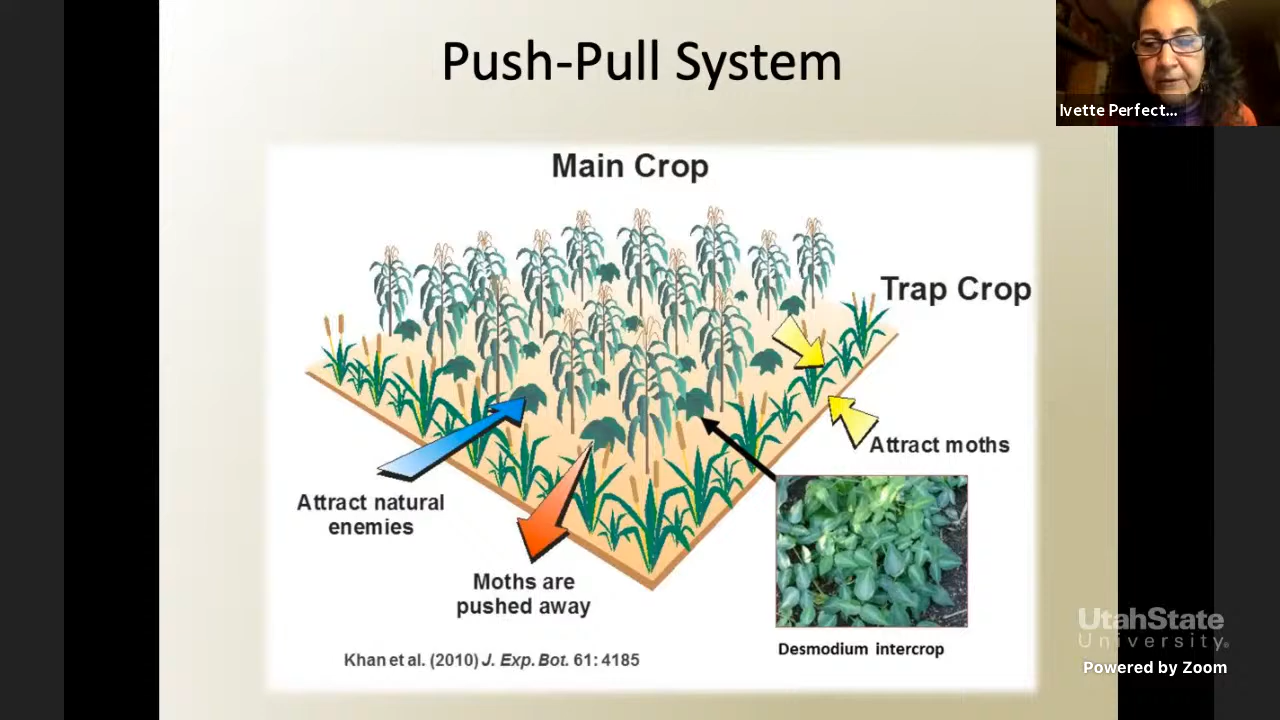 Push-Pull System
Ivette Perfect...
Main Crop
Trap Crop
Attract moths
Attract natural
enemies
Moths are
pushed away
Desmodium intercrop
Khan et al. (2010) J. Exp. Bot. 61: 4185
UtahState
University®
Powered by Zoom